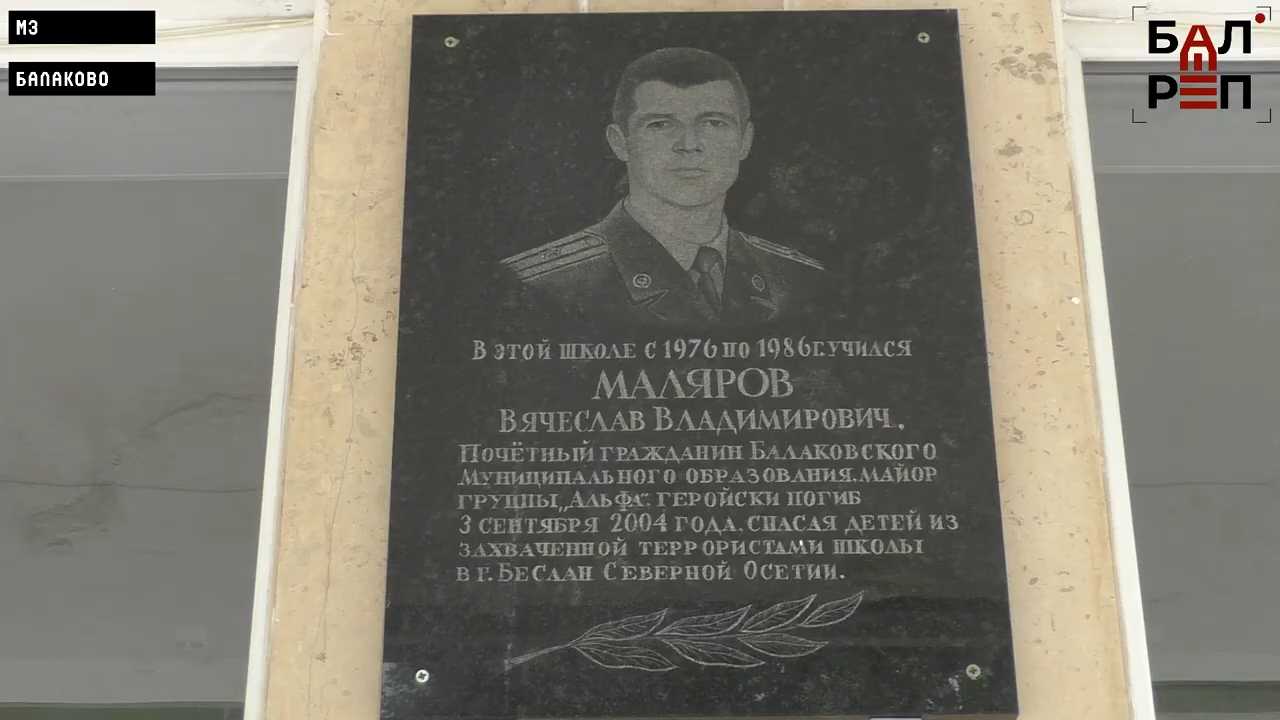 МЗ
БАЛАКОВО
БАЛ
РЕП
В ЭТОЙ ШКОЛЕ С 1976 ПО 1986 Г. УЧИЛСЯ
МАЛЯРОВ
ВЯЧЕСЛАВ ВЛАДИМИРОВИЧ,
ПОЧЁТНЫЙ ГРАЖДАНИН БАЛАКОВСКОГО
МУНИЦИПАЛЬНОГО ОБРАЗОВАНИЯ, МАЙОР
ГРУППЫ „АЛЬФА“, ГЕРОЙСКИ ПОГИБ
3 СЕНТЯБРЯ 2004 ГОДА, СПАСАЯ ДЕТЕЙ ИЗ
ЗАХВАЧЕННОЙ ТЕРРОРИСТАМИ ШКОЛЫ
В Г. БЕСЛАН СЕВЕРНОЙ ОСЕТИИ.